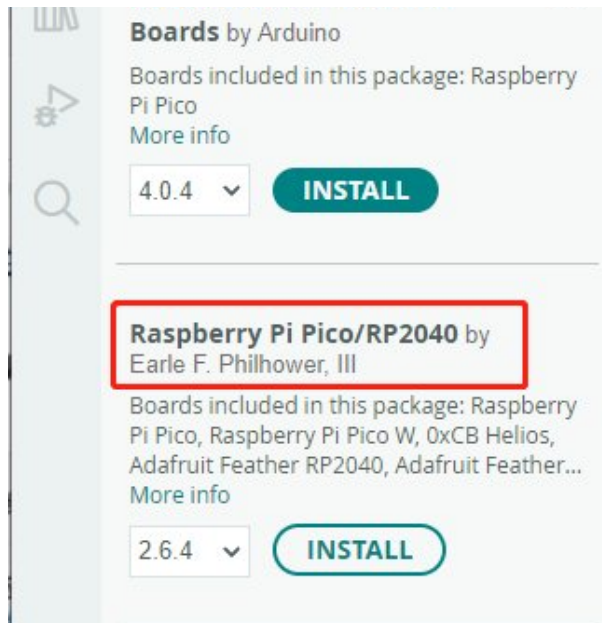 Boards by Arduino
Boards included in this package: Raspberry
Pi Pico
More info
4.0.4
INSTALL
Raspberry Pi Pico/RP2040 by
Earle F. Philhower, III
Boards included in this package: Raspberry
Pi Pico, Raspberry Pi Pico W, 0xCB Helios,
Adafruit Feather RP2040, Adafruit Feather...
More info
2.6.4
INSTALL